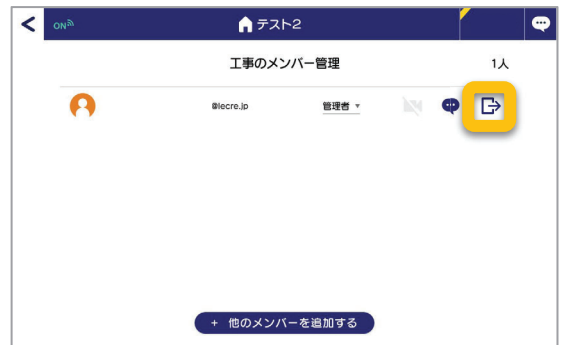 ON
テスト2
工事のメンバー管理 1人
@lecre.jp 管理者
+ 他のメンバーを追加する